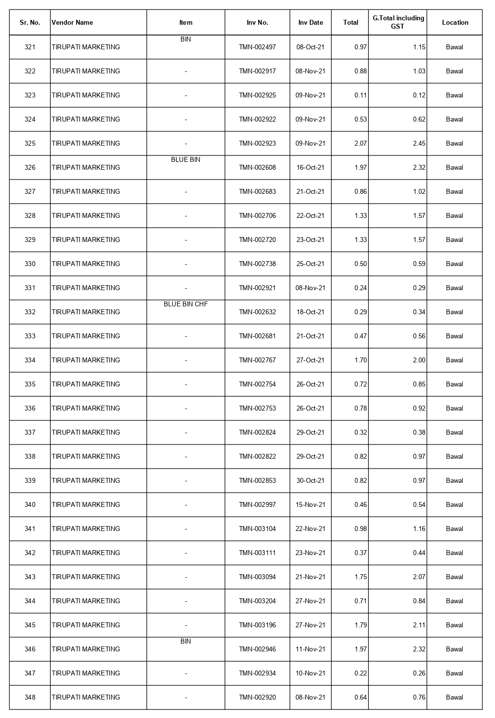 Sr. No. Vendor Name Item Inv No. Inv Date Total G.Total including GST Location
321 TIRUPATI MARKETING BIN TMN-002497 08-Oct-21 0.97 1.15 Bawal
322 TIRUPATI MARKETING - TMN-002917 08-Nov-21 0.88 1.03 Bawal
323 TIRUPATI MARKETING - TMN-002925 09-Nov-21 0.11 0.12 Bawal
324 TIRUPATI MARKETING - TMN-002922 09-Nov-21 0.53 0.62 Bawal
325 TIRUPATI MARKETING - TMN-002923 09-Nov-21 2.07 2.45 Bawal
326 TIRUPATI MARKETING BLUE BIN TMN-002608 16-Oct-21 1.97 2.32 Bawal
327 TIRUPATI MARKETING - TMN-002683 21-Oct-21 0.86 1.02 Bawal
328 TIRUPATI MARKETING - TMN-002706 22-Oct-21 1.33 1.57 Bawal
329 TIRUPATI MARKETING - TMN-002720 23-Oct-21 1.33 1.57 Bawal
330 TIRUPATI MARKETING - TMN-002738 25-Oct-21 0.50 0.59 Bawal
331 TIRUPATI MARKETING - TMN-002921 08-Nov-21 0.24 0.29 Bawal
332 TIRUPATI MARKETING BLUE BIN CHF TMN-002632 18-Oct-21 0.29 0.34 Bawal
333 TIRUPATI MARKETING - TMN-002681 21-Oct-21 0.47 0.56 Bawal
334 TIRUPATI MARKETING - TMN-002767 27-Oct-21 1.70 2.00 Bawal
335 TIRUPATI MARKETING - TMN-002754 26-Oct-21 0.72 0.85 Bawal
336 TIRUPATI MARKETING - TMN-002753 26-Oct-21 0.78 0.92 Bawal
337 TIRUPATI MARKETING - TMN-002824 29-Oct-21 0.32 0.38 Bawal
338 TIRUPATI MARKETING - TMN-002822 29-Oct-21 0.82 0.97 Bawal
339 TIRUPATI MARKETING - TMN-002853 30-Oct-21 0.82 0.97 Bawal
340 TIRUPATI MARKETING - TMN-002997 15-Nov-21 0.46 0.54 Bawal
341 TIRUPATI MARKETING - TMN-003104 22-Nov-21 0.98 1.16 Bawal
342 TIRUPATI MARKETING - TMN-003111 23-Nov-21 0.37 0.44 Bawal
343 TIRUPATI MARKETING - TMN-003094 21-Nov-21 1.75 2.07 Bawal
344 TIRUPATI MARKETING - TMN-003204 27-Nov-21 0.71 0.84 Bawal
345 TIRUPATI MARKETING - TMN-003196 27-Nov-21 1.79 2.11 Bawal
346 TIRUPATI MARKETING BIN TMN-002946 11-Nov-21 1.97 2.32 Bawal
347 TIRUPATI MARKETING - TMN-002934 10-Nov-21 0.22 0.26 Bawal
348 TIRUPATI MARKETING - TMN-002920 08-Nov-21 0.64 0.76 Bawal